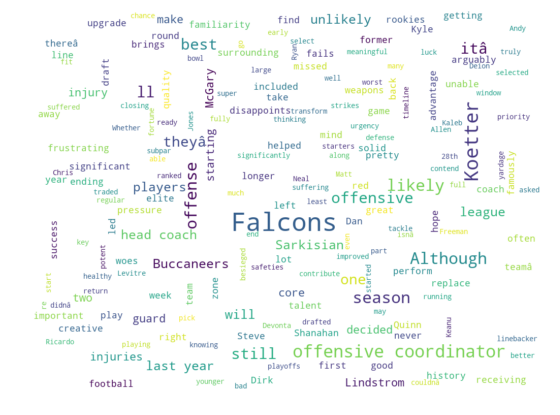 chance
Andy
go
early
upgrade
make
familiarity
find
unlikely
rookies
getting
select
Ryan
bowl
Kyle
thereâ
round
best
former
meaningful
luck
truly
line
brings
surrounding
many
Deion
arguably
fit
draft
fails
missed
weapons
worst
selected
injury
quality
McGary
included
unable
window
suffered
large
well
back
advantage
super
itâ
fortune
Jones
disappoints
transform
timeline
away
closing
ll
take
strikes
game
Kaleb
priority
Whether
ready
fully
thinking
urgency
Allen
famously
frustrating
subpar
theyâ
helped
mind
defense
starters
contend
28th
yardage
Chris
able
starting
significantly
along
solid
significant
ranked
Neal
Matt
Koetter
asked
year
ending
players
longer
pretty
likely
full
traded
offense
suffering
red
coach
regular
elite
offensive
hope
pressure
least
great
tackle
league
success
much
left
Dan
isnâ
led
Falcons
Although
key
head coach
end
Freeman
often
potent
woes
Sarkisian
even
improved
part
teamâ
start
safeties
besieged
lot
one
started
perform
healthy
Levitre
Buccaneers
core
season
contribute
running
re
return
week
zone
may
replace
didnâ
team
will
talent
important
two
guard
Devonta
decided
Quinn
never
creative
play
drafted
Shanahan
Keanu
pick
still
offensive coordinator
Ricardo
playing
right
Steve
linebacker
injuries
knowing
better
last year
first
good
history
younger
playoffs
Dirk
Lindstrom
receiving
football
bad
couldnâ